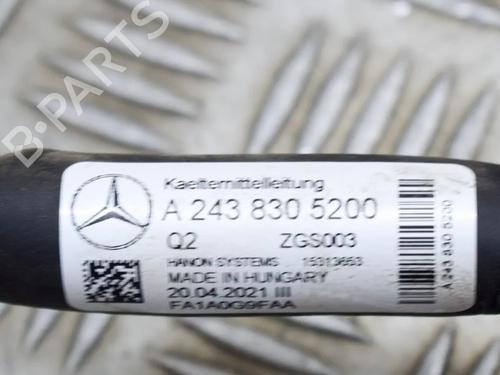 B-PARTS
Kaeltemittelleitung
A 243 830 5200
Q2 ZGS003
HANON SYSTEMS 15313653
MADE IN HUNGARY
20.04.2021 III
FA1A0G9FAA
A 243 830 5200